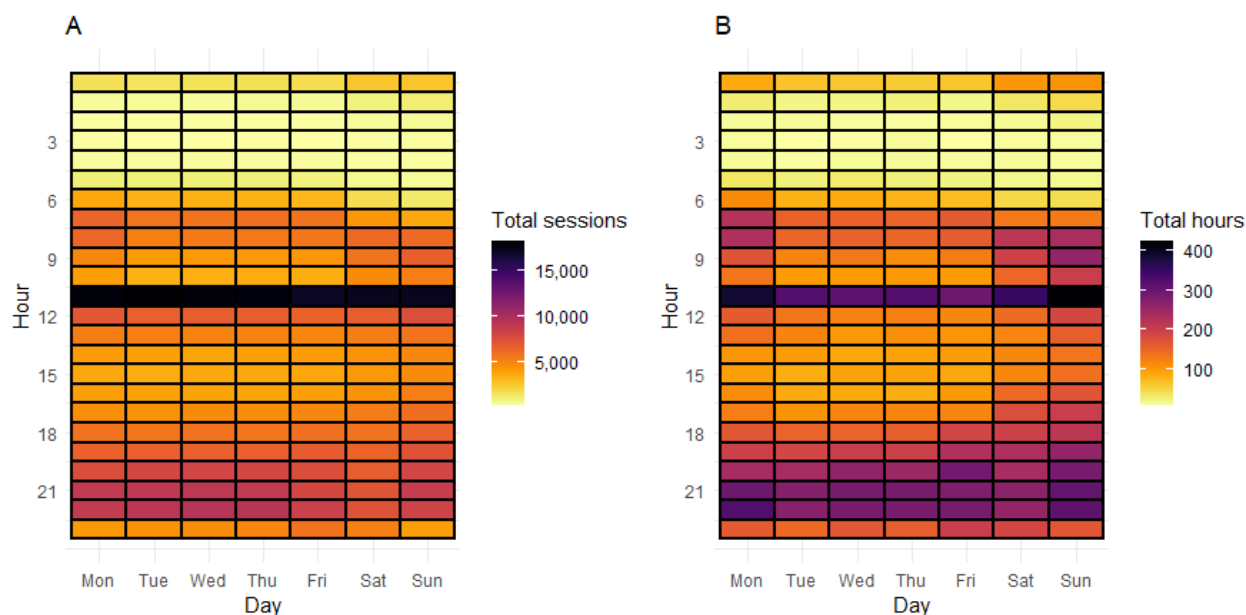 A
Hour
3
6
9
12
15
18
21
Mon Tue Wed Thu Fri Sat Sun
Day
Total sessions
15,000
10,000
5,000
B
Hour
3
6
9
12
15
18
21
Mon Tue Wed Thu Fri Sat Sun
Day
Total hours
400
300
200
100